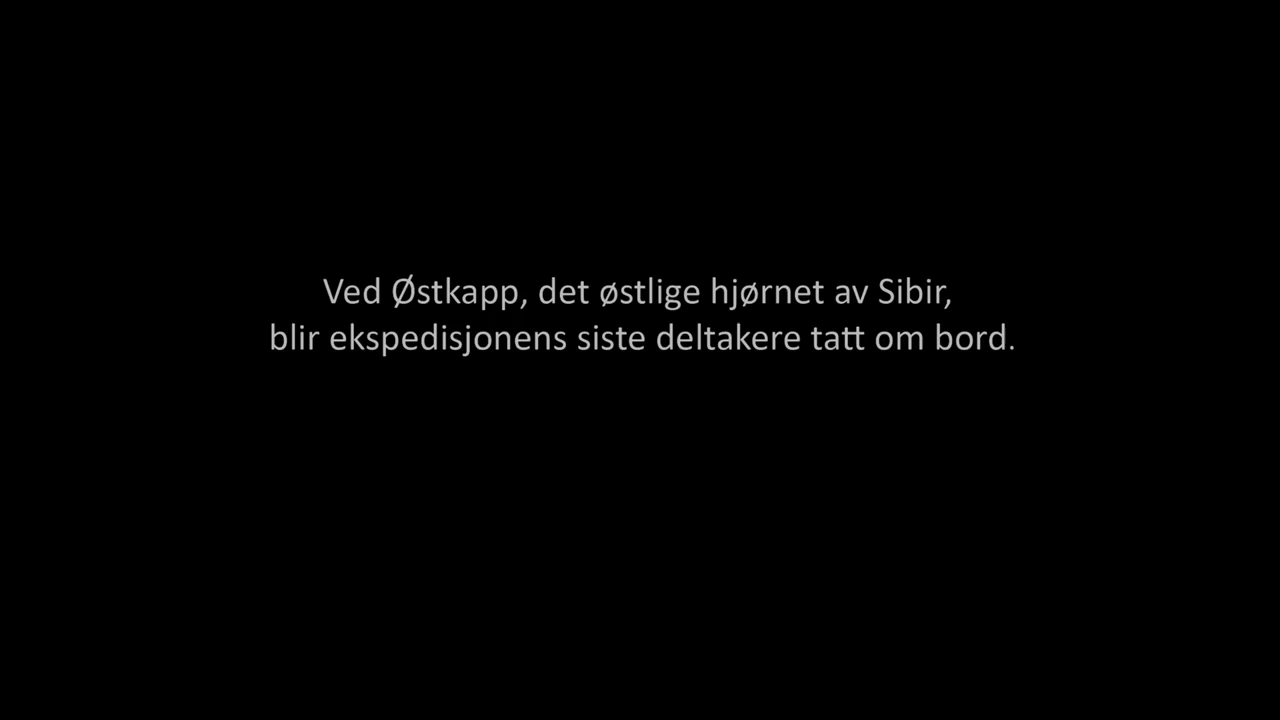 Ved Østkapp, det østlige hjørnet av Sibir,
blir ekspedisjonens siste deltakere tatt om bord.